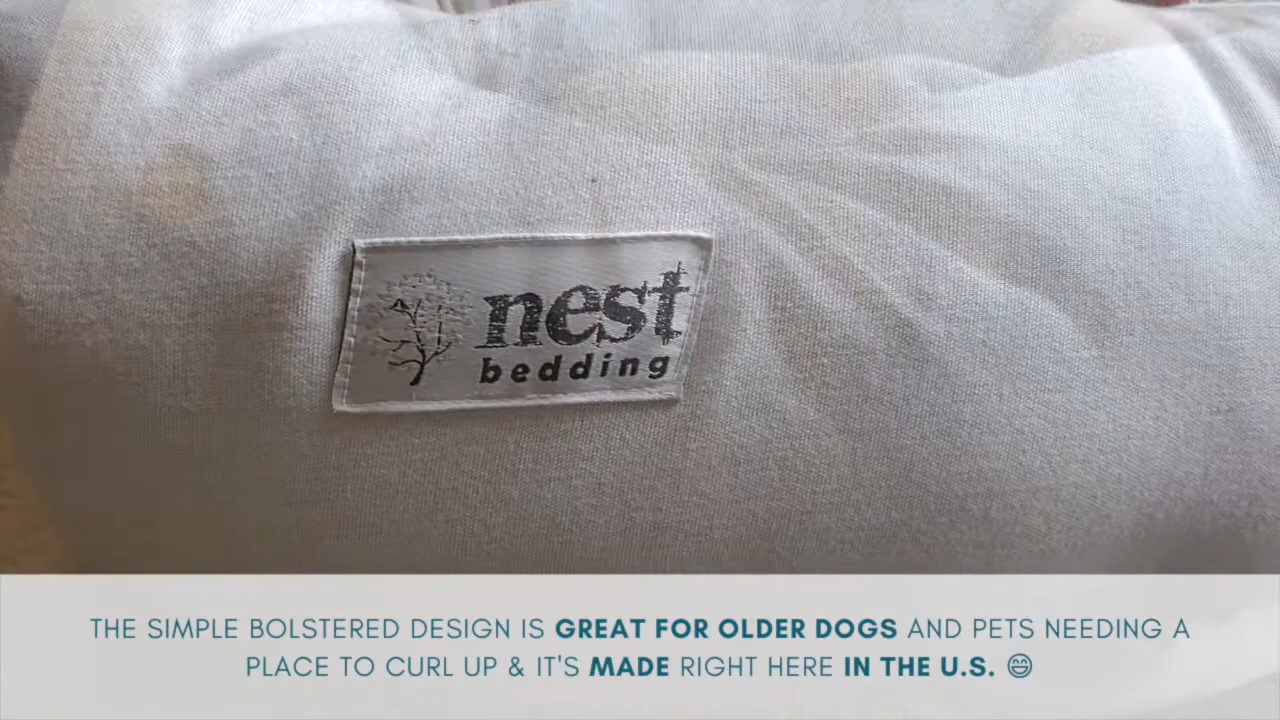 nest
bedding
THE SIMPLE BOLSTERED DESIGN IS GREAT FOR OLDER DOGS AND PETS NEEDING A
PLACE TO CURL UP & IT'S MADE RIGHT HERE IN THE U.S. 😄